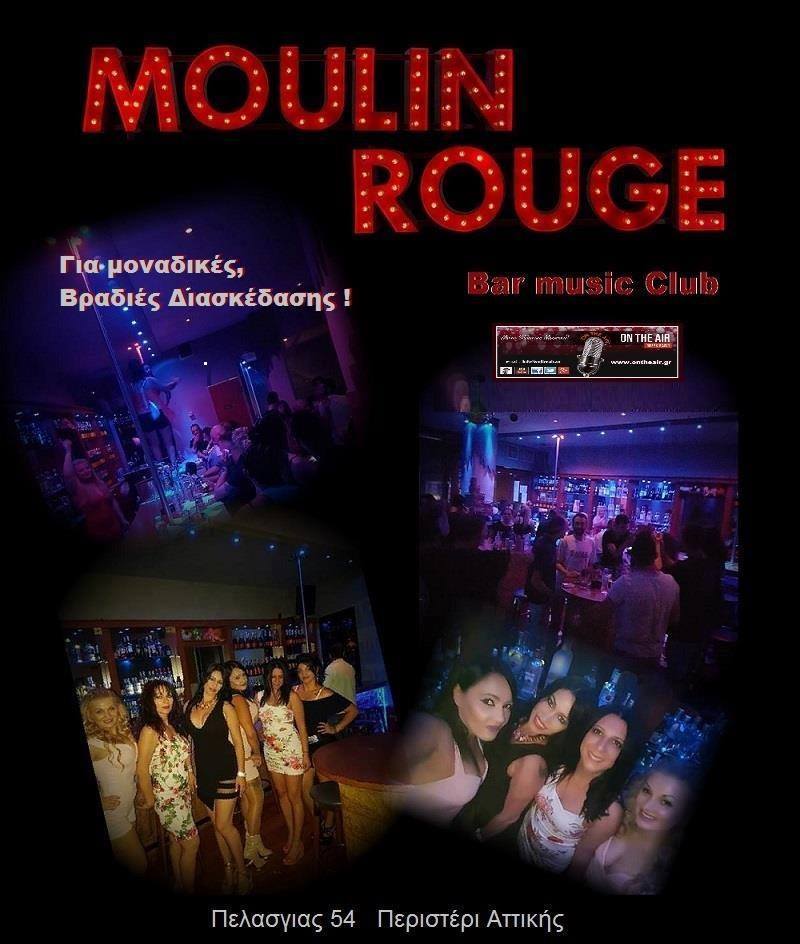 MOULIN
ROUGE
Για μοναδικές,
Βραδιές Διασκέδασης !
Bar music Club
ON THE AIR
www.ontheair.gr
Πελασγιας 54 Περιστέρι Αττικής